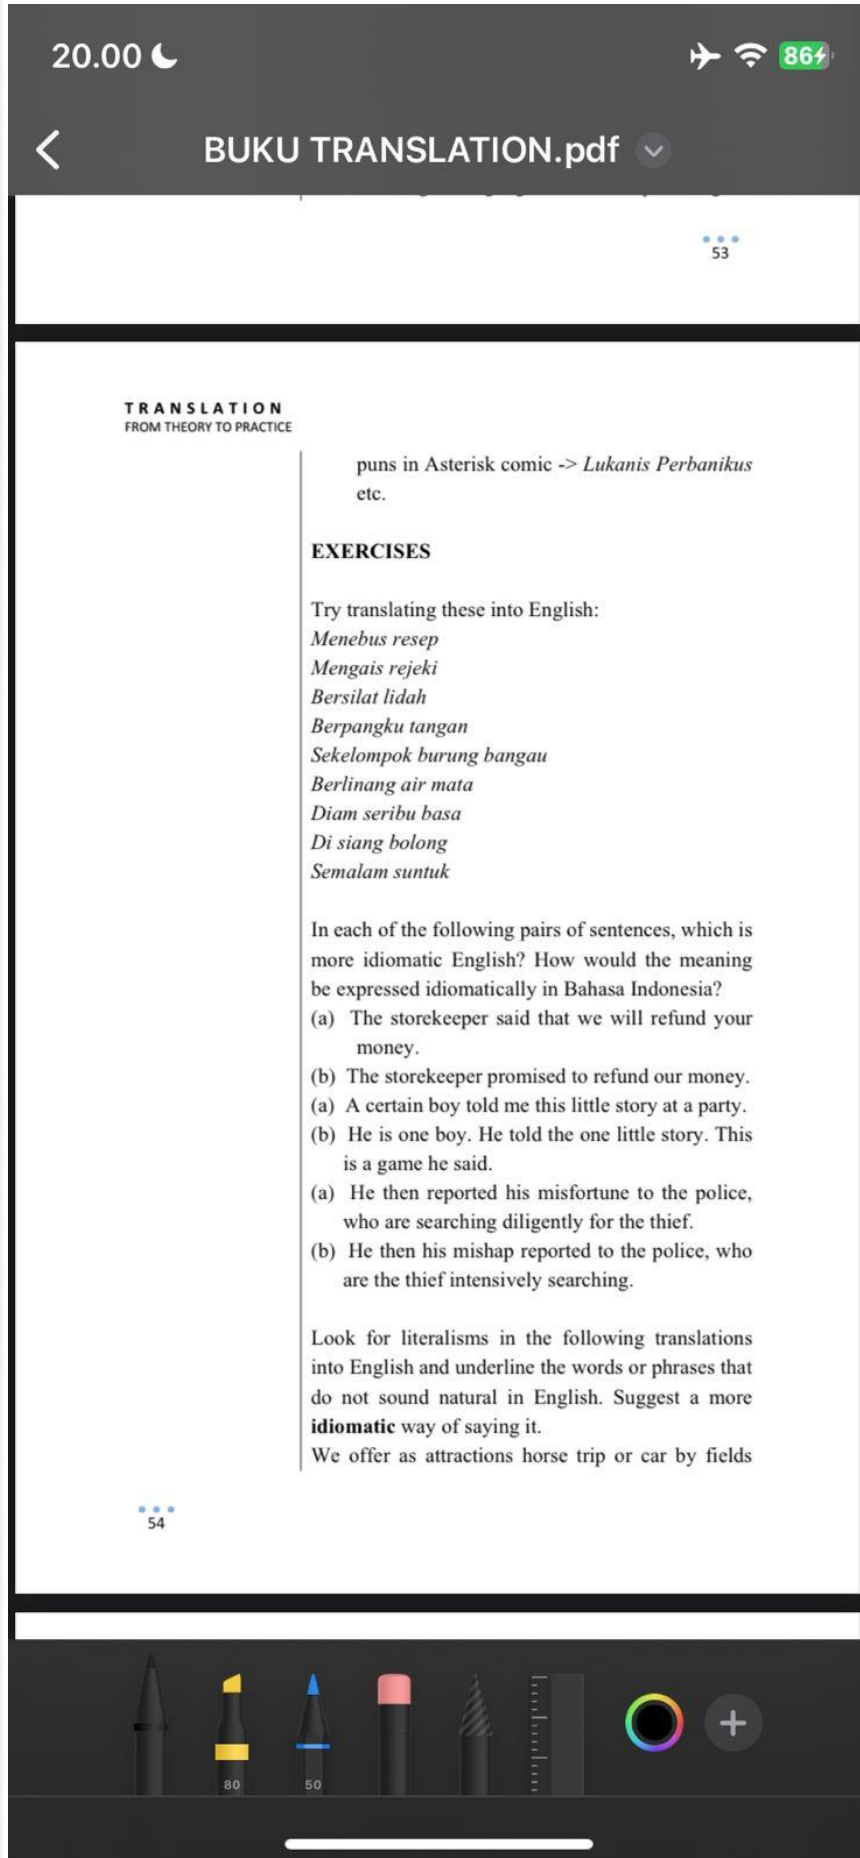 20.00
86
BUKU TRANSLATION.pdf
53
TRANSLATION
FROM THEORY TO PRACTICE
puns in Asterisk comic -> Lukanis Perbanikus
etc.
EXERCISES
Try translating these into English:
Menebus resep
Mengais rejeki
Bersilat lidah
Berpangku tangan
Sekelompok burung bangau
Berlinang air mata
Diam seribu basa
Di siang bolong
Semalam suntuk
In each of the following pairs of sentences, which is
more idiomatic English? How would the meaning
be expressed idiomatically in Bahasa Indonesia?
(a) The storekeeper said that we will refund your
money.
(b) The storekeeper promised to refund our money.
(a) A certain boy told me this little story at a party.
(b) He is one boy. He told the one little story. This
is a game he said.
(a) He then reported his misfortune to the police,
who are searching diligently for the thief.
(b) He then his mishap reported to the police, who
are the thief intensively searching.
Look for literalisms in the following translations
into English and underline the words or phrases that
do not sound natural in English. Suggest a more
idiomatic way of saying it.
We offer as attractions horse trip or car by fields
54
80
50